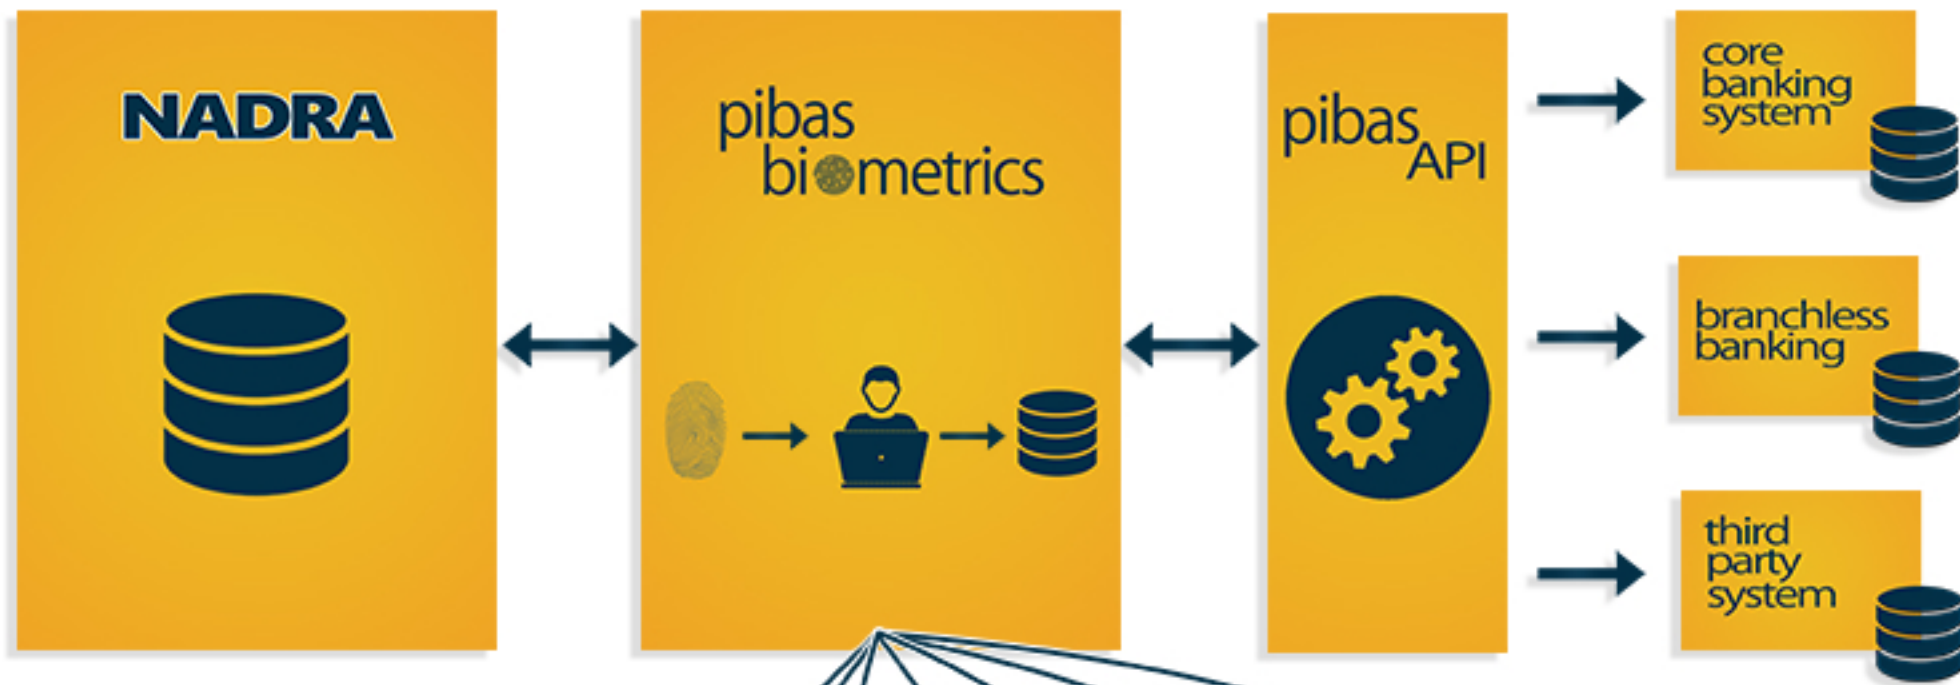 NADRA
pibas
biometrics
pibas
API
core
banking
system
branchless
banking
third
party
system